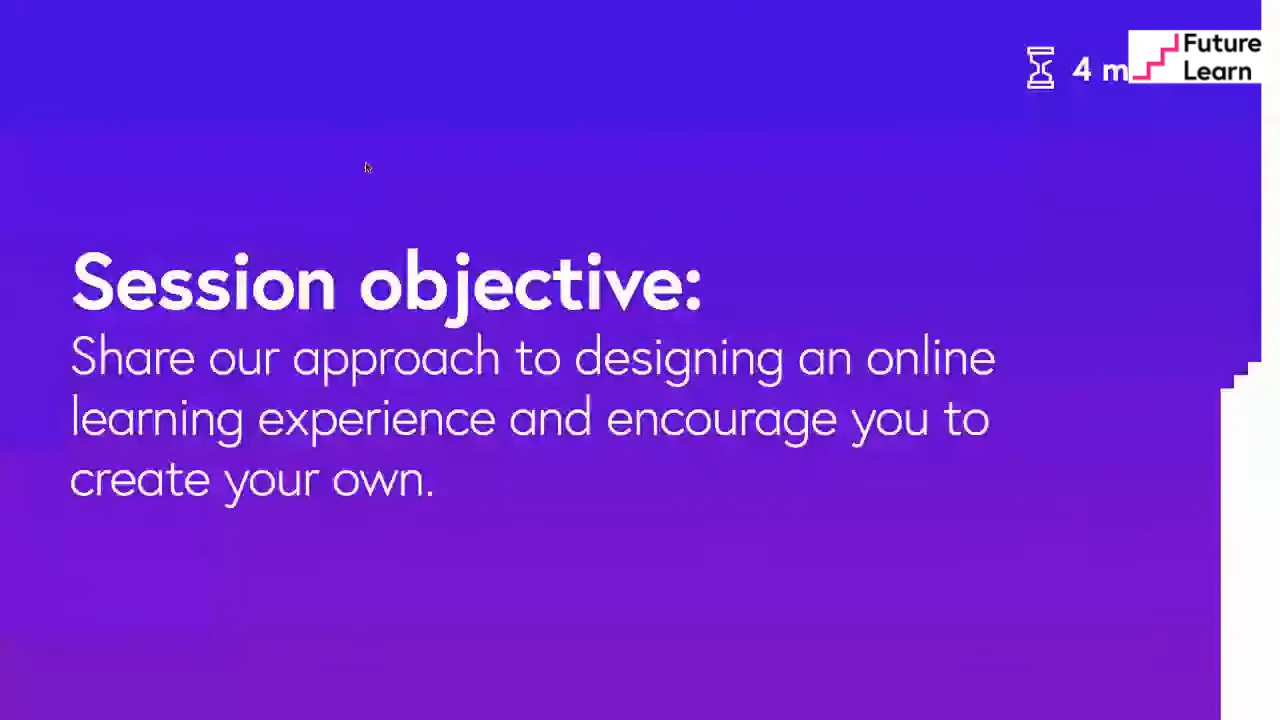 4 m
Future
Learn
Session objective:
Share our approach to designing an online
learning experience and encourage you to
create your own.